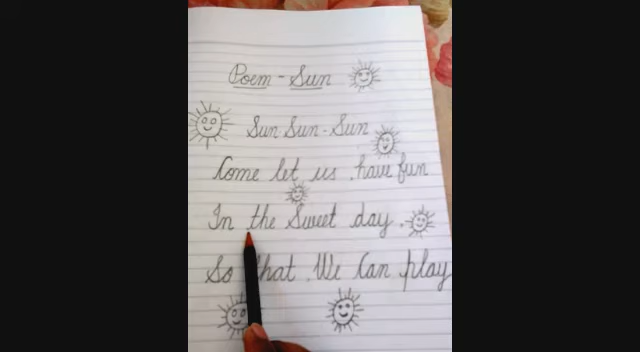 Poem - Sun
Sun Sun - Sun
Come let us have fun
In the Sweet day.
So that We Can play